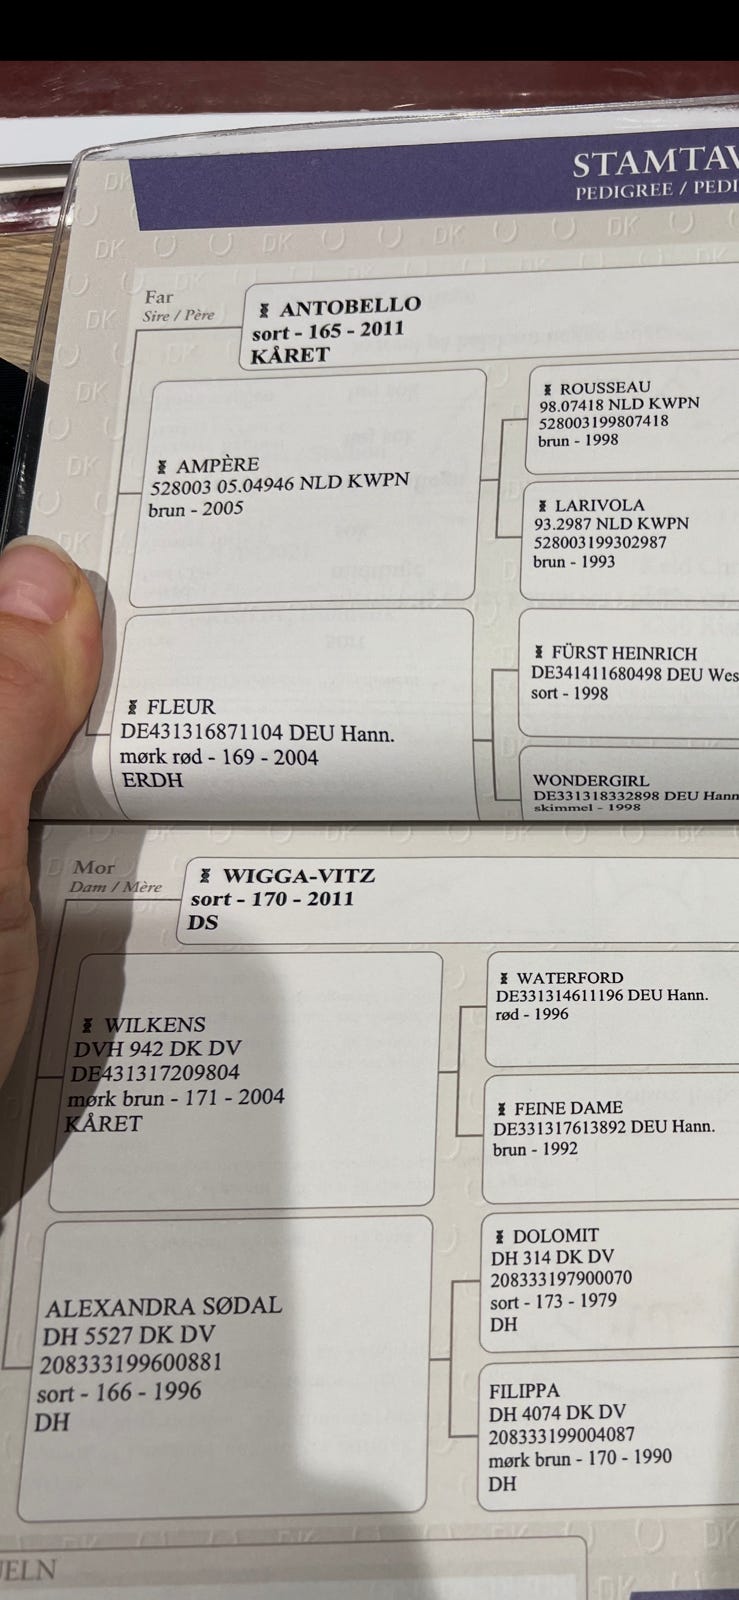 STAMTAV
PEDIGREE / PEDI
Far
Sire / Père
ANTOBELLO
sort - 165 - 2011
KÅRET
AMPÈRE
528003 05.04946 NLD KWPN
brun - 2005
ROUSSEAU
98.07418 NLD KWPN
528003199807418
brun - 1998
LARIVOLA
93.2987 NLD KWPN
528003199302987
brun - 1993
FLEUR
DE431316871104 DEU Hann.
mørk rød - 169 - 2004
ERDH
FÜRST HEINRICH
DE341411680498 DEU Wes
sort - 1998
WONDERGIRL
DE331318332898 DEU Hann
skimmel - 1998
Mor
Dam / Mère
WIGGA-VITZ
sort - 170 - 2011
DS
WILKENS
DVH 942 DK DV
DE431317209804
mørk brun - 171 - 2004
KÅRET
WATERFORD
DE331314611196 DEU Hann.
rød - 1996
FEINE DAME
DE331317613892 DEU Hann.
brun - 1992
ALEXANDRA SØDAL
DH 5527 DK DV
208333199600881
sort - 166 - 1996
DH
DOLOMIT
DH 314 DK DV
208333197900070
sort - 173 - 1979
DH
FILIPPA
DH 4074 DK DV
208333199004087
mørk brun - 170 - 1990
DH
ELN